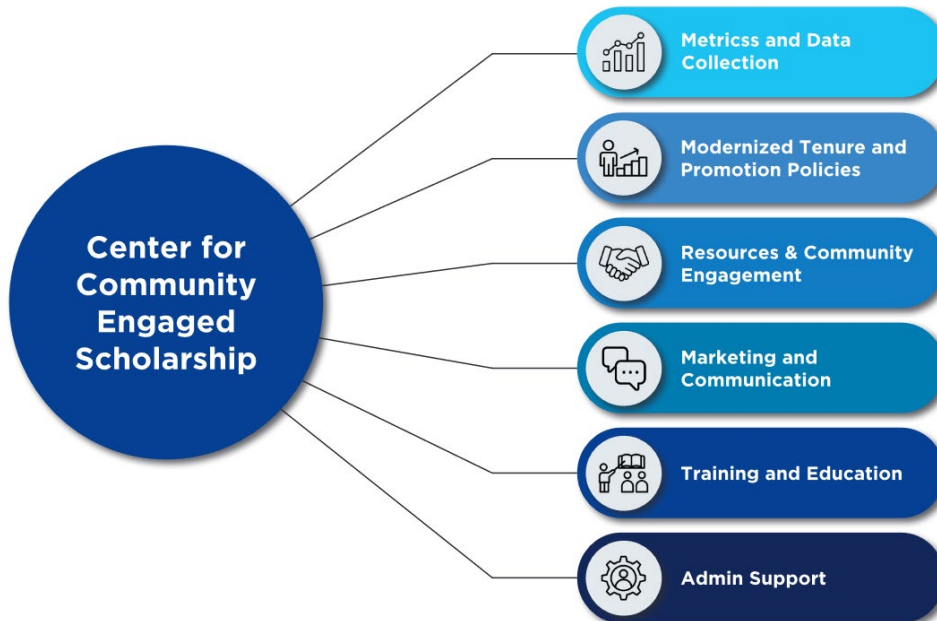 Center for
Community
Engaged
Scholarship
Metricss and Data
Collection
Modernized Tenure and
Promotion Policies
Resources & Community
Engagement
Marketing and
Communication
Training and Education
Admin Support